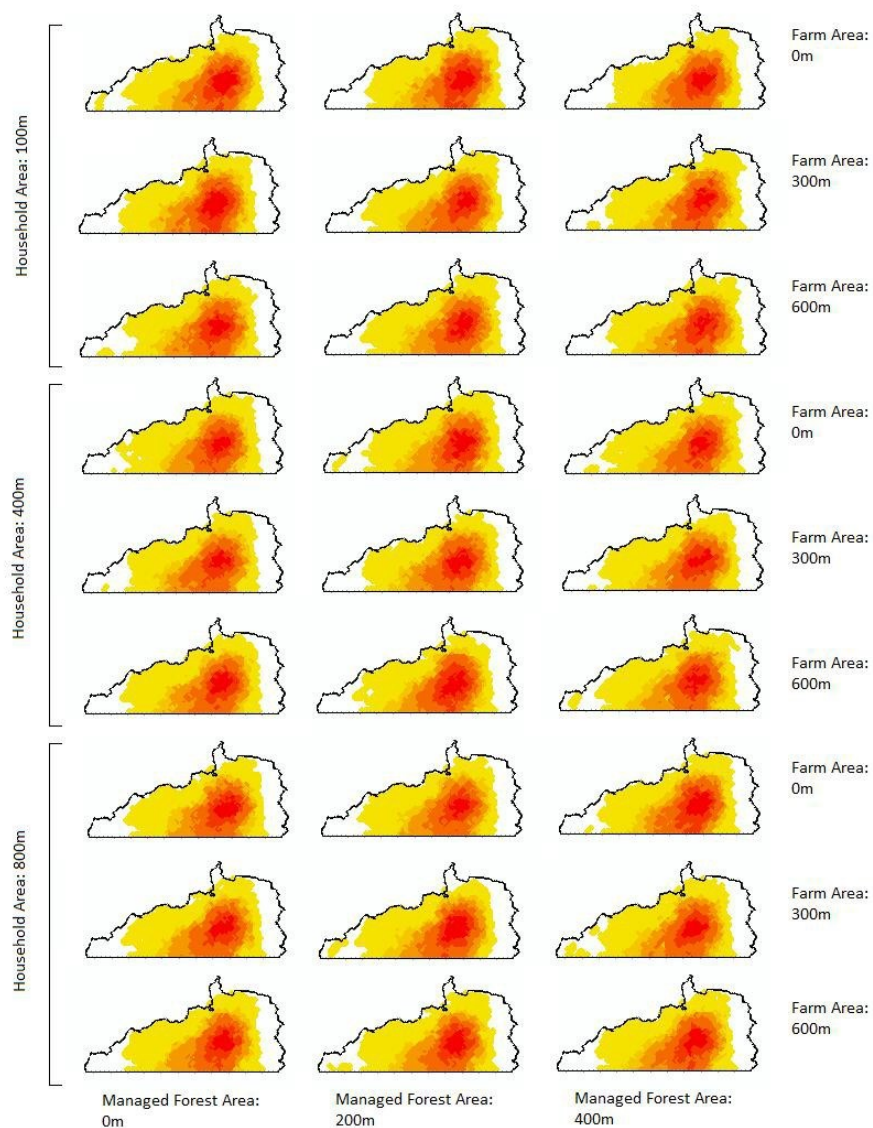 Household Area: 100m
Farm Area:
0m
Farm Area:
300m
Farm Area:
600m
Household Area: 400m
Farm Area:
0m
Farm Area:
300m
Farm Area:
600m
Household Area: 800m
Farm Area:
0m
Farm Area:
300m
Farm Area:
600m
Managed Forest Area:
0m
Managed Forest Area:
200m
Managed Forest Area:
400m